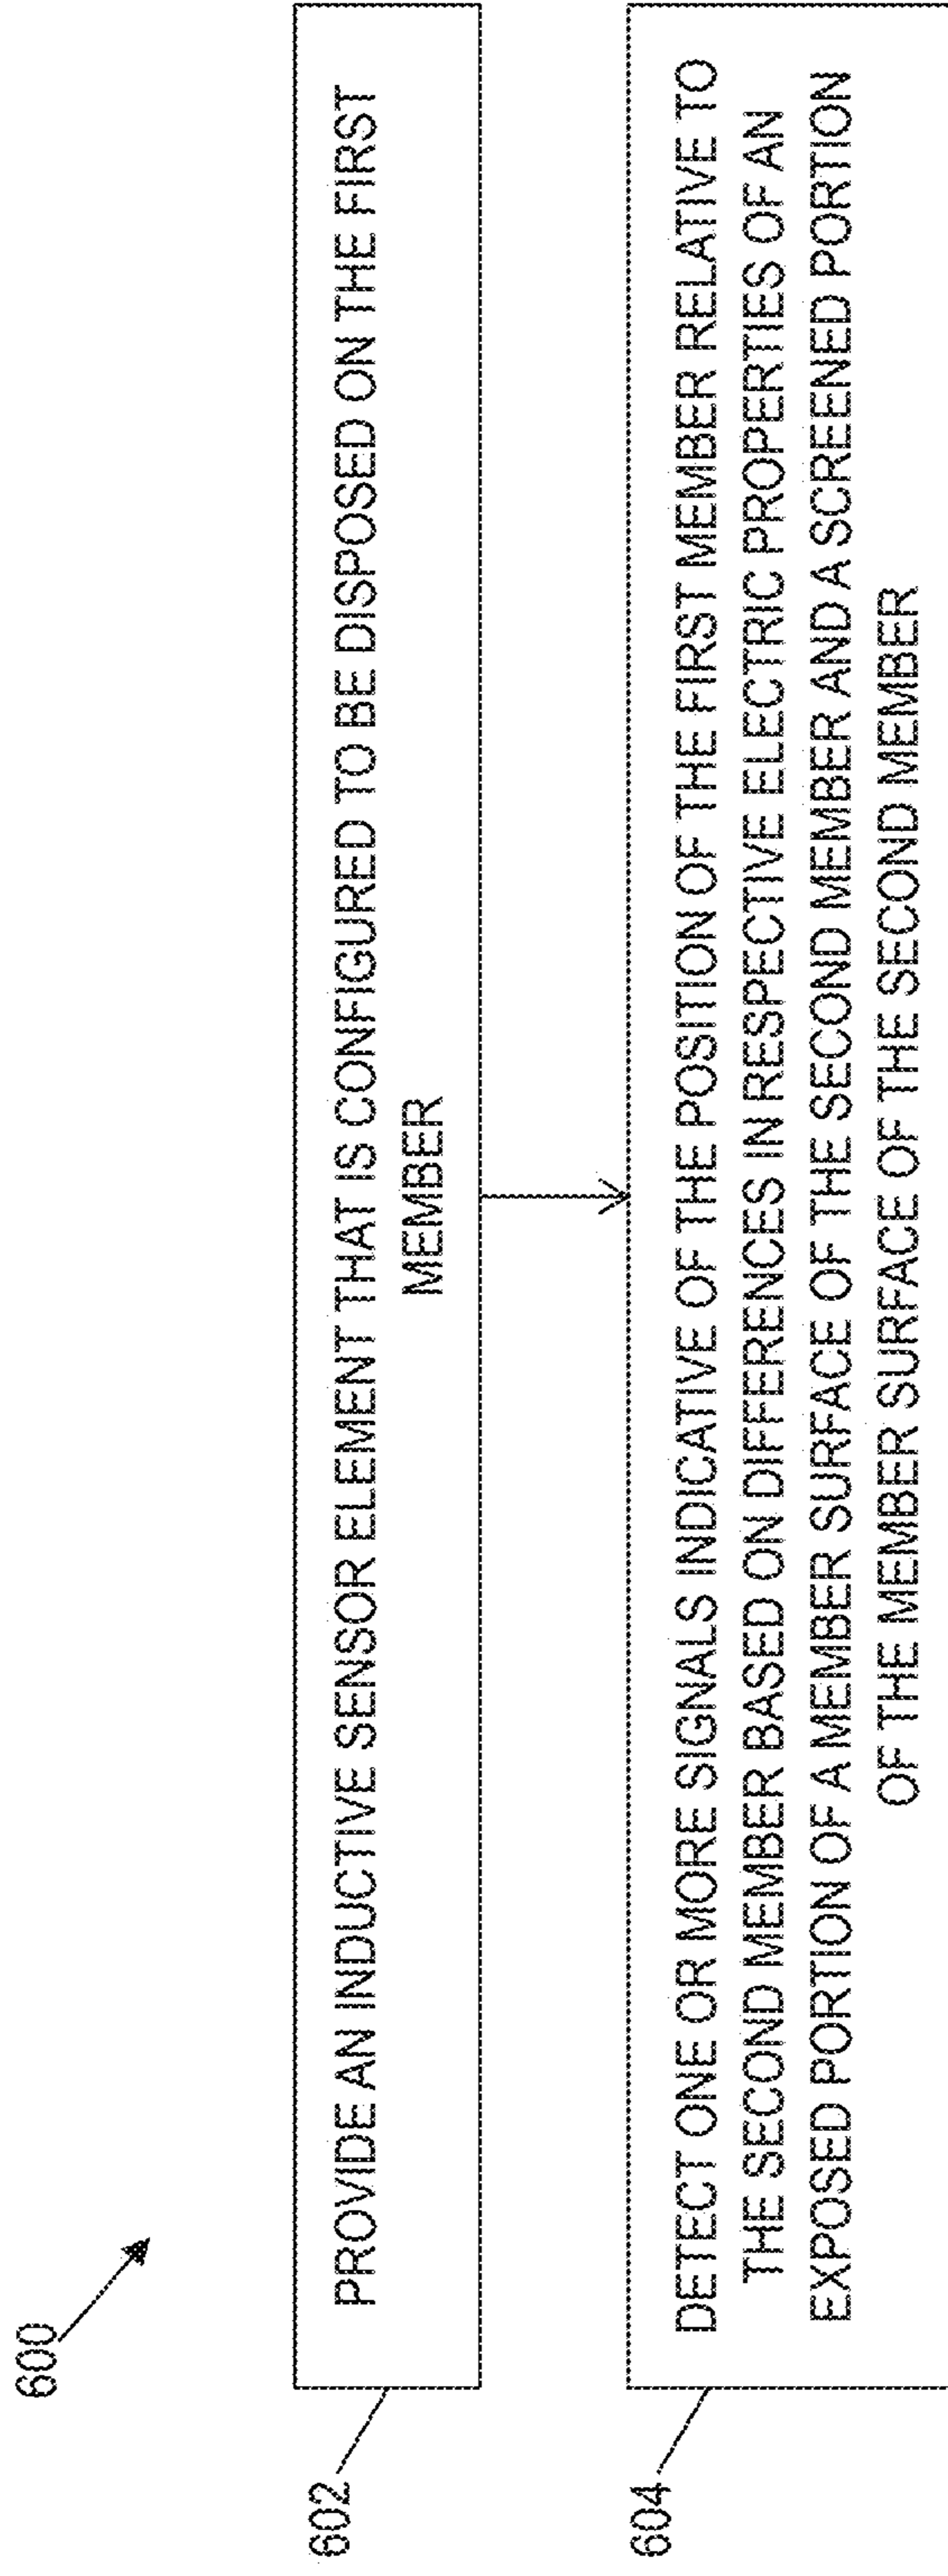 600
602
PROVIDE AN INDUCTIVE SENSOR ELEMENT THAT IS CONFIGURED TO BE DISPOSED ON THE FIRST
MEMBER
604
DETECT ONE OR MORE SIGNALS INDICATIVE OF THE POSITION OF THE FIRST MEMBER RELATIVE TO
THE SECOND MEMBER BASED ON DIFFERENCES IN RESPECTIVE ELECTRIC PROPERTIES OF AN
EXPOSED PORTION OF A MEMBER SURFACE OF THE SECOND MEMBER AND A SCREENED PORTION
OF THE MEMBER SURFACE OF THE SECOND MEMBER